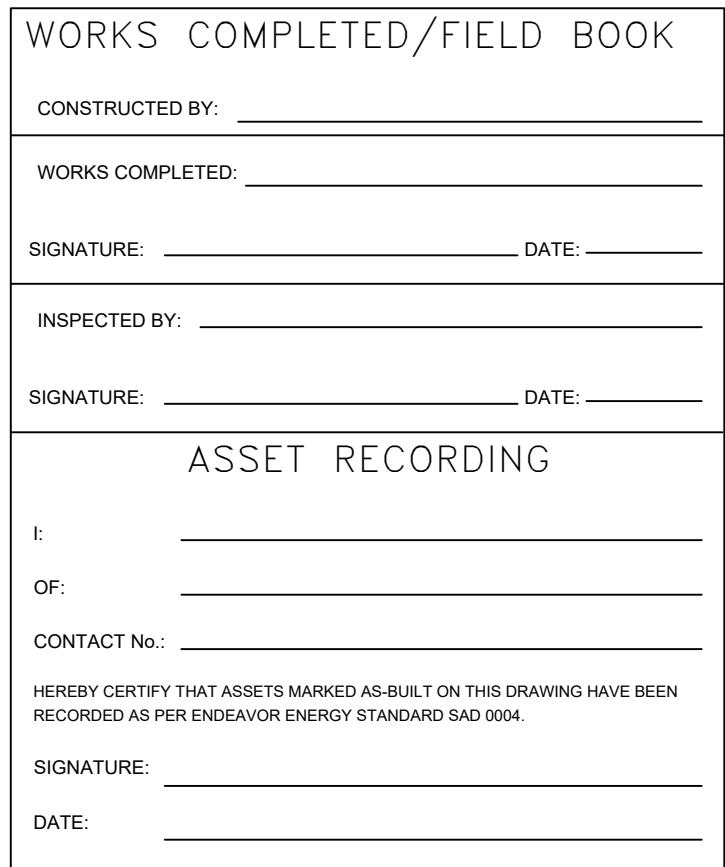 WORKS COMPLETED/FIELD BOOK
CONSTRUCTED BY:
WORKS COMPLETED:
SIGNATURE: DATE:
INSPECTED BY:
SIGNATURE: DATE:
ASSET RECORDING
I:
OF:
CONTACT No.:
HEREBY CERTIFY THAT ASSETS MARKED AS-BUILT ON THIS DRAWING HAVE BEEN
RECORDED AS PER ENDEAVOR ENERGY STANDARD SAD 0004.
SIGNATURE:
DATE: